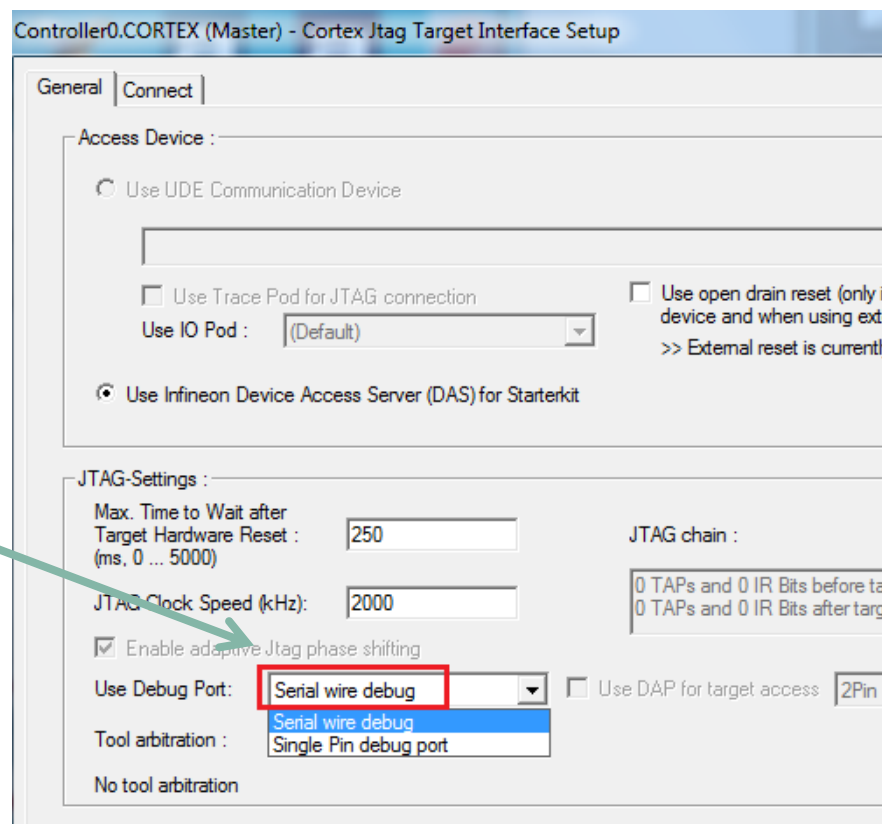 Controller0.CORTEX (Master) - Cortex Jtag Target Interface Setup
General Connect
Access Device :
Use UDE Communication Device
Use Trace Pod for JTAG connection
Use IO Pod : (Default)
Use open drain reset (only
device and when using ext
>> External reset is current
Use Infineon Device Access Server (DAS) for Starterkit
JTAG-Settings :
Max. Time to Wait after
Target Hardware Reset : 250
(ms, 0 ... 5000)
JTAG chain :
JTAG Clock Speed (kHz): 2000
0 TAPs and 0 IR Bits before ta
0 TAPs and 0 IR Bits after targ
Enable adaptive Jtag phase shifting
Use Debug Port: Serial wire debug Use DAP for target access 2Pin
Serial wire debug
Tool arbitration : Single Pin debug port
No tool arbitration